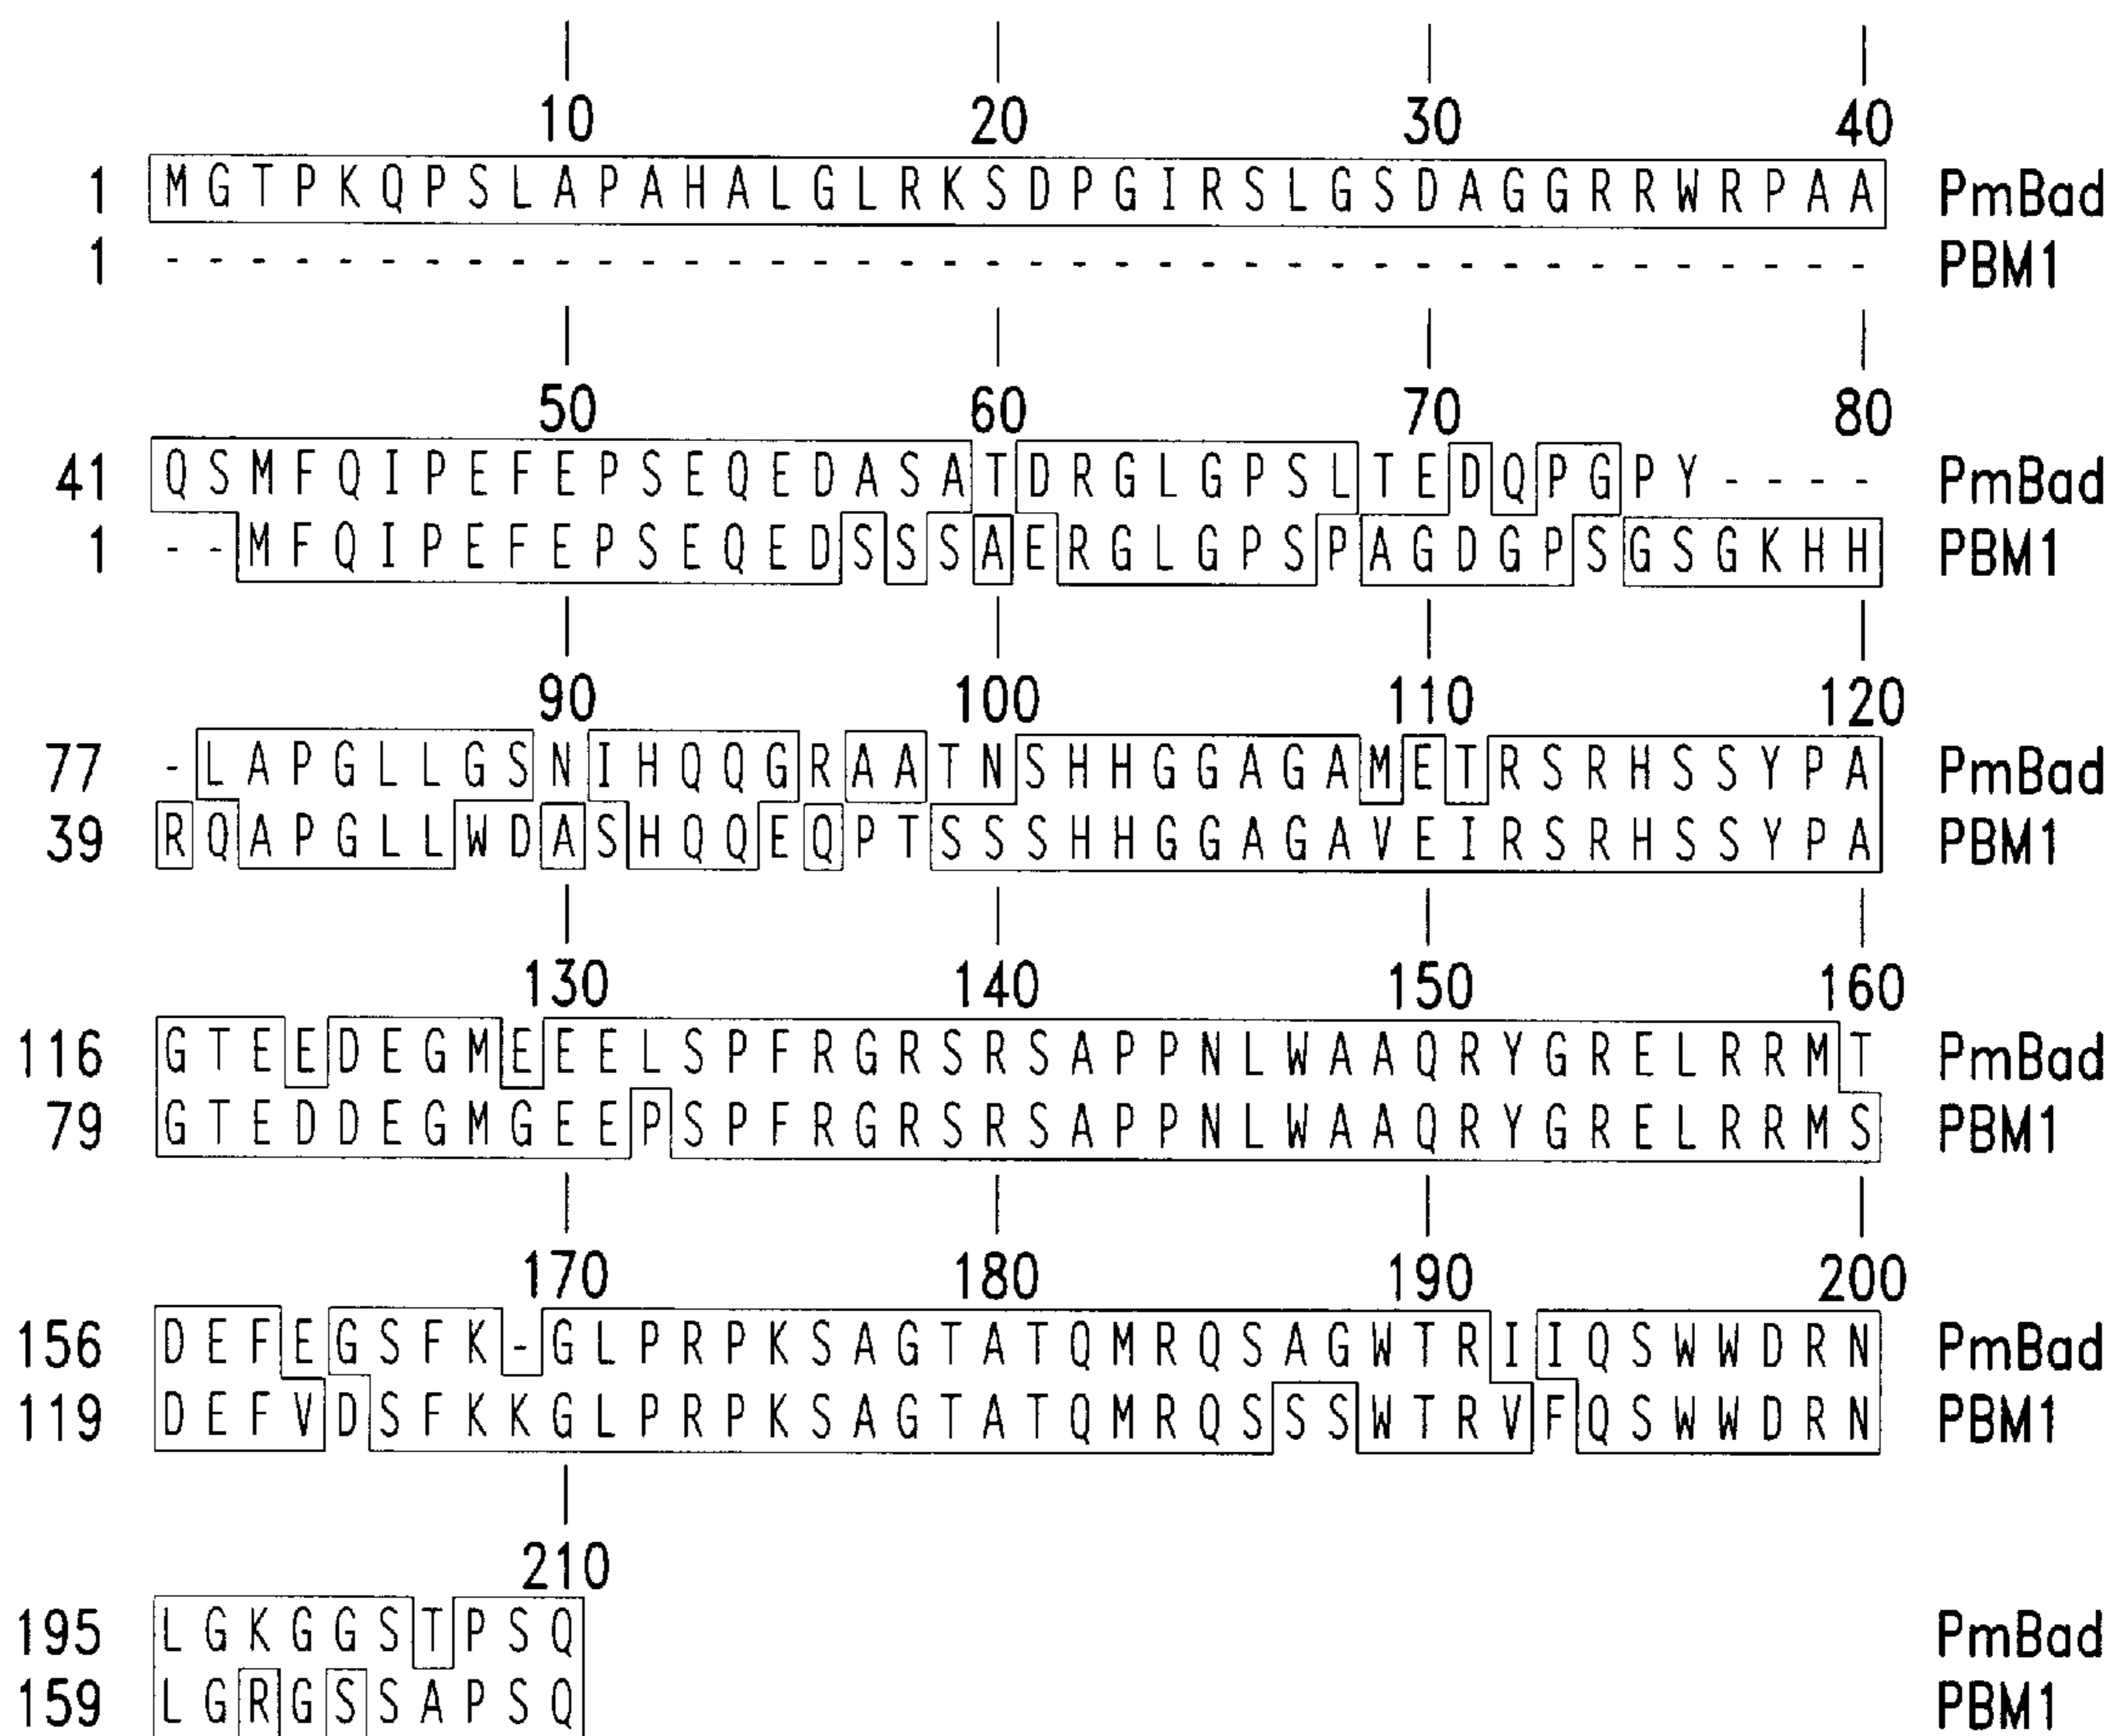 10 20 30 40
1 M G T P K Q P S L A P A H A L G L R K S D P G I R S L G S D A G G R R W R P A A PmBad
1 - - - - - - - - - - - - - - - - - - - - - - - - - - - - - - - - - - - - - - - - PBM1
50 60 70 80
41 Q S M F Q I P E F E P S E Q E D A S A T D R G L G P S L T E D Q P G P Y - - - - PmBad
1 - - M F Q I P E F E P S E Q E D S S S A E R G L G P S P A G D G P S G S G K H H PBM1
90 100 110 120
77 - L A P G L L G S N I H Q Q G R A A T N S H H G G A G A M E T R S R H S S Y P A PmBad
39 R Q A P G L L W D A S H Q Q E Q P T S S S H H G G A G A V E I R S R H S S Y P A PBM1
130 140 150 160
116 G T E E D E G M E E E L S P F R G R S R S A P P N L W A A Q R Y G R E L R R M T PmBad
79 G T E D D E G M G E E P S P F R G R S R S A P P N L W A A Q R Y G R E L R R M S PBM1
170 180 190 200
156 D E F E G S F K - G L P R P K S A G T A T Q M R Q S A G W T R I I Q S W W D R N PmBad
119 D E F V D S F K K G L P R P K S A G T A T Q M R Q S S S W T R V F Q S W W D R N PBM1
210
195 L G K G G S T P S Q PmBad
159 L G R G S S A P S Q PBM1